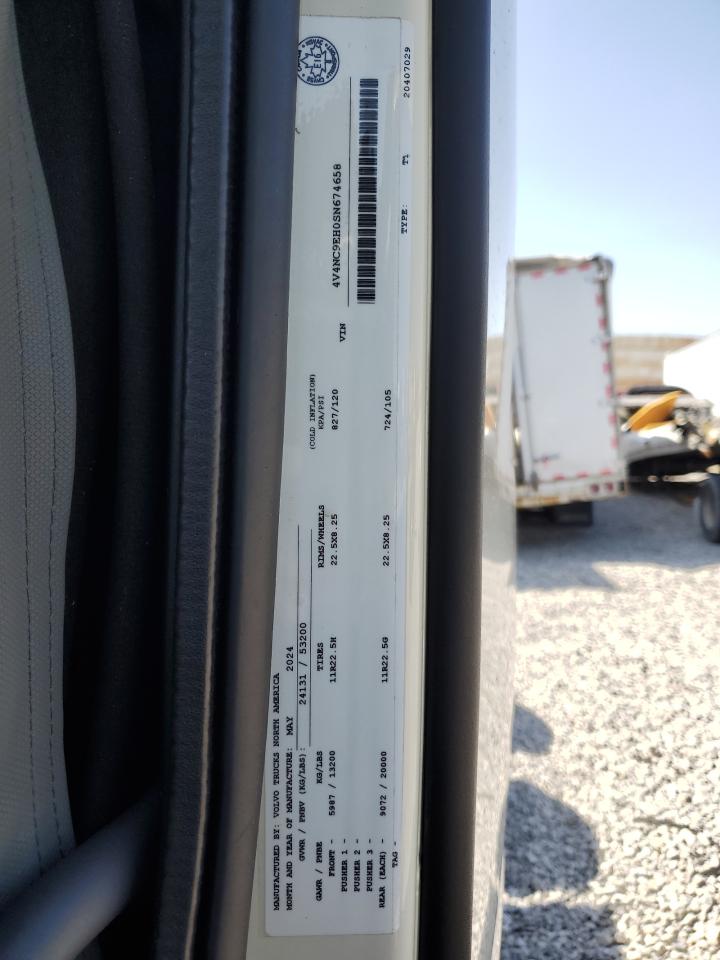 MANUFACTURED BY: VOLVO TRUCKS NORTH AMERICA
MONTH AND YEAR OF MANUFACTURE: MAY 2024
GVWR / PNBV (KG/LBS): 24131 / 53200
GAWR / PNBE KG/LBS TIRES RIMS/WHEELS (COLD INFLATION) KPA/PSI
FRONT - 5987 / 13200 11R22.5H 22.5X8.25 827/120
PUSHER 1 -
PUSHER 2 -
PUSHER 3 -
REAR (EACH) - 9072 / 20000 11R22.5G 22.5X8.25 724/105
TAG -
VIN 4V4NC9EH0SN674658
TYPE: T1 20407029
E16